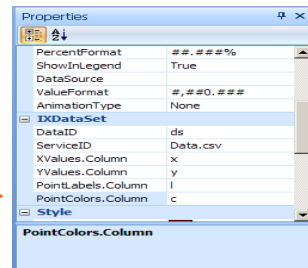 Properties
PercentFormat ##.###%
ShowInLegend True
DataSource
ValueFormat #,##0.###
AnimationType None
IXDataSet
DataID ds
ServiceID Data.csv
XValues.Column x
YValues.Column y
PointLabels.Column l
PointColors.Column c
Style
PointColors.Column